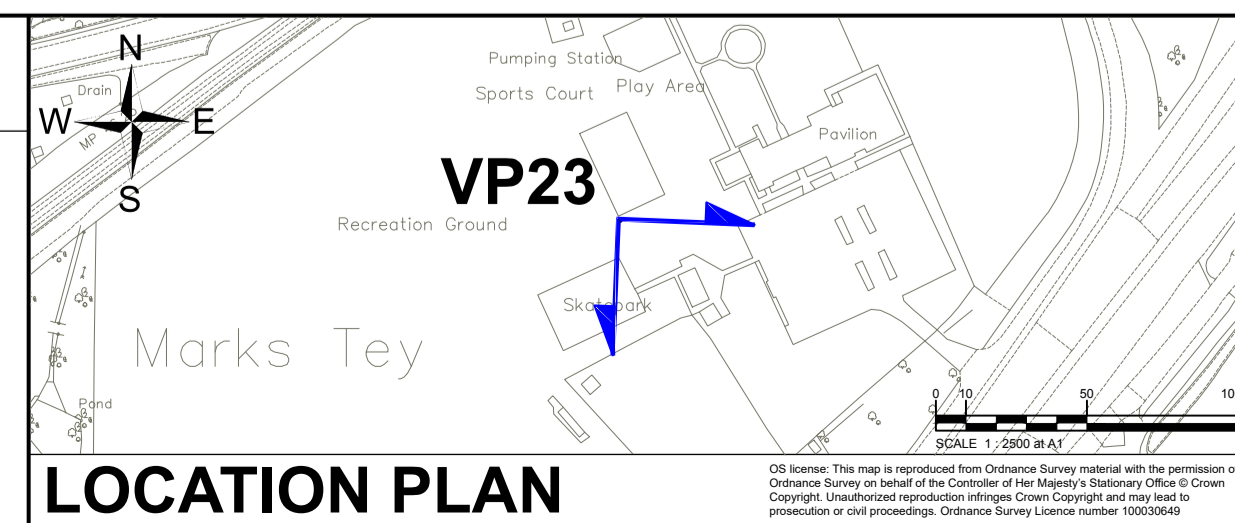 N
W E
S
Drain
MP
Pumping Station
Sports Court Play Area
Pavilion
VP23
Recreation Ground
Skatepark
Marks Tey
Pond
0 10 50 10
SCALE 1 : 2500 at A1
LOCATION PLAN
OS license: This map is reproduced from Ordnance Survey material with the permission o
Ordnance Survey on behalf of the Controller of Her Majesty's Stationary Office © Crown
Copyright. Unauthorized reproduction infringes Crown Copyright and may lead to
prosecution or civil proceedings. Ordnance Survey Licence number 100030649